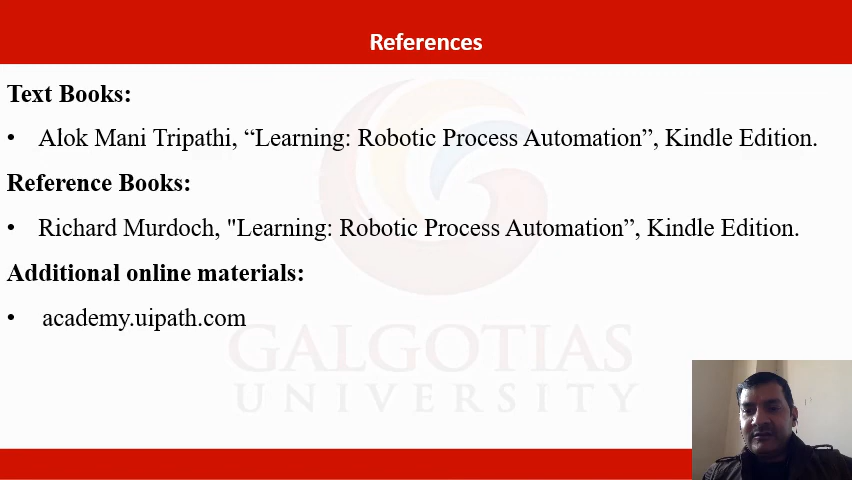 References
Text Books:
• Alok Mani Tripathi, “Learning: Robotic Process Automation”, Kindle Edition.
Reference Books:
• Richard Murdoch, "Learning: Robotic Process Automation”, Kindle Edition.
Additional online materials:
• academy.uipath.com
GALGOTIAS
UNIVERSITY